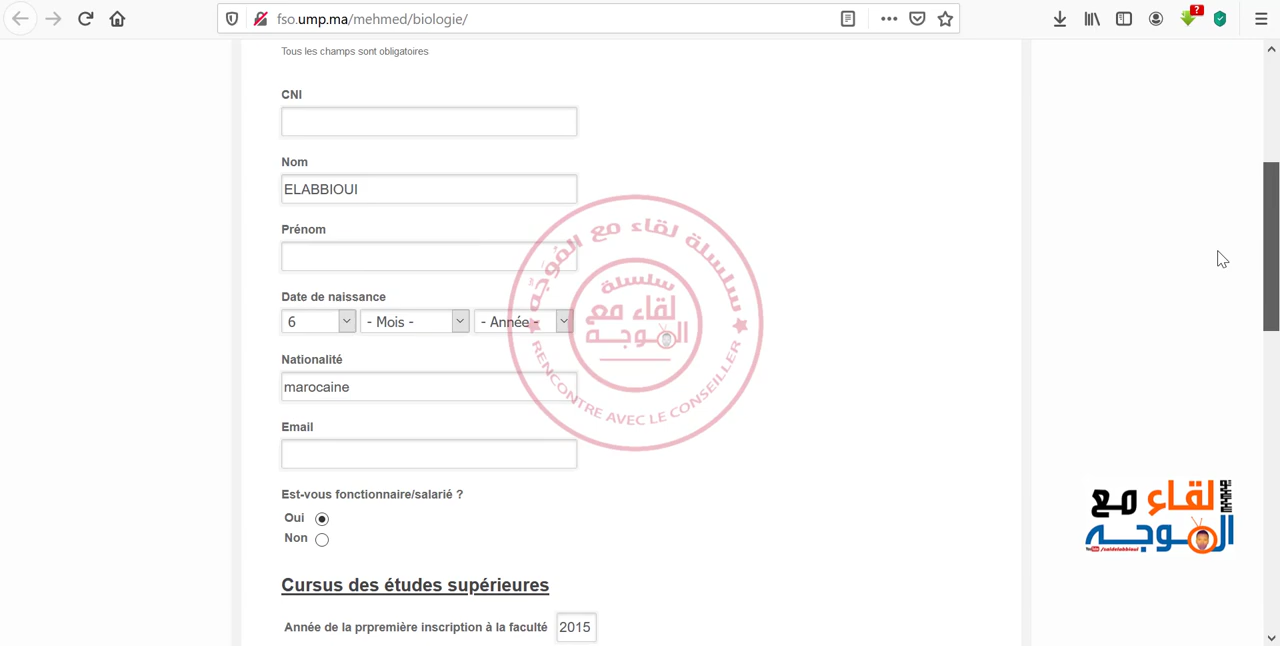 fso.ump.ma/mehmed/biologie/
?
Tous les champs sont obligatoires
CNI
Nom
ELABBIOUI
Prénom
Date de naissance
6
- Mois -
- Année -
Nationalité
marocaine
Email
Est-vous fonctionnaire/salarié ?
Oui
Non
Cursus des études supérieures
Année de la prpremière inscription à la faculté 2015
سلسلة لقاء مع المُوَجِّه
سلسلة
لقاء مع
الموجه
RENCONTRE AVEC LE CONSEILLER
لقاء مع
الموجه